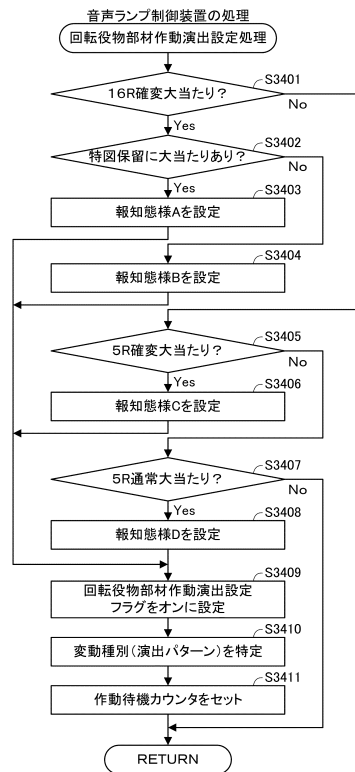 音声ランプ制御装置の処理
回転役物部材作動演出設定処理
S3401
16R確変大当たり？
No
Yes
S3402
特図保留に大当たりあり？
No
Yes
S3403
報知態様Aを設定
S3404
報知態様Bを設定
S3405
5R確変大当たり？
No
Yes
S3406
報知態様Cを設定
S3407
5R通常大当たり？
No
Yes
S3408
報知態様Dを設定
S3409
回転役物部材作動演出設定
フラグをオンに設定
S3410
変動種別（演出パターン）を特定
S3411
作動待機カウンタをセット
RETURN